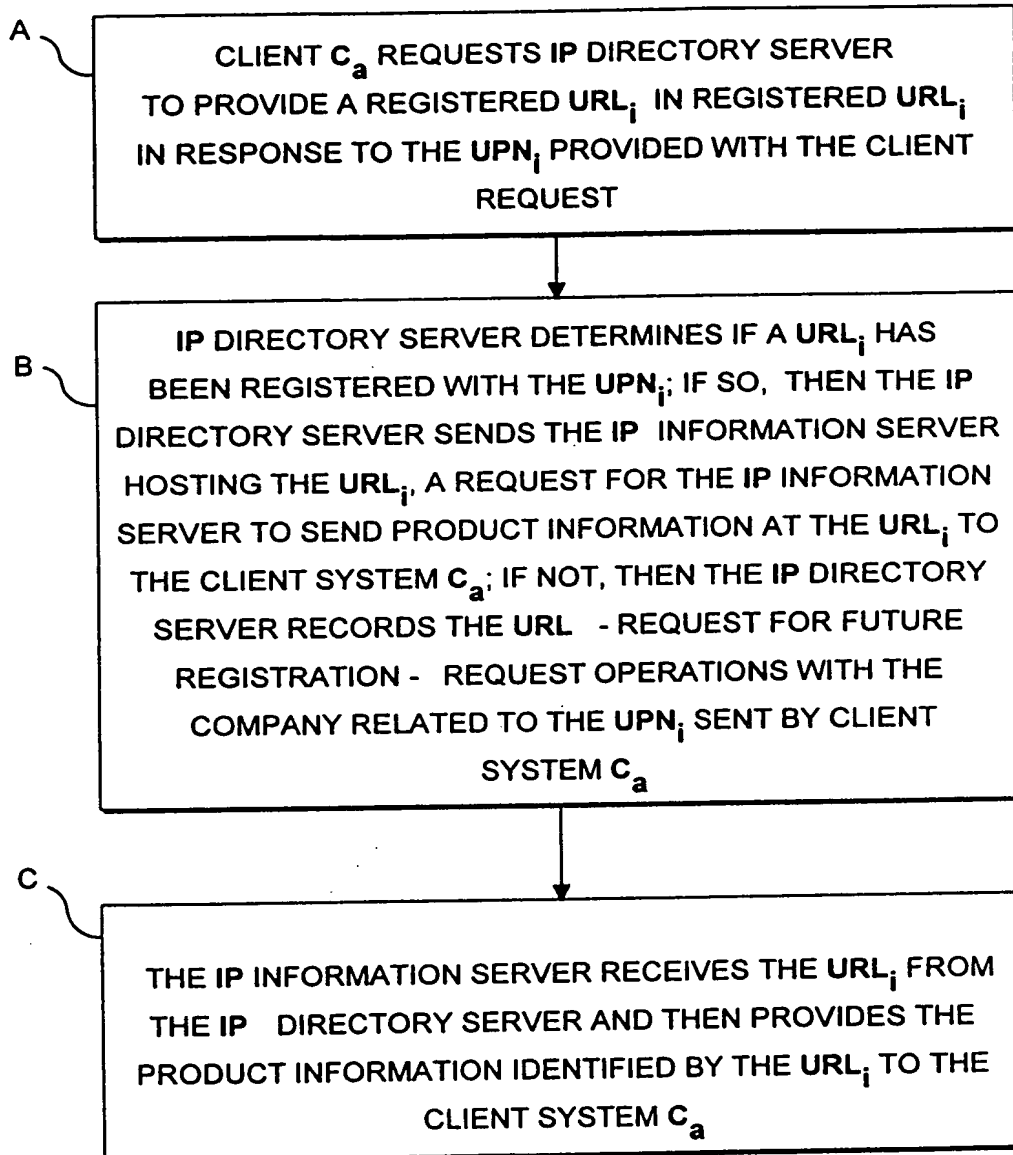 A
CLIENT Ca REQUESTS IP DIRECTORY SERVER
TO PROVIDE A REGISTERED URLi IN REGISTERED URLi
IN RESPONSE TO THE UPNi PROVIDED WITH THE CLIENT
REQUEST
B
IP DIRECTORY SERVER DETERMINES IF A URLi HAS
BEEN REGISTERED WITH THE UPNi; IF SO, THEN THE IP
DIRECTORY SERVER SENDS THE IP INFORMATION SERVER
HOSTING THE URLi, A REQUEST FOR THE IP INFORMATION
SERVER TO SEND PRODUCT INFORMATION AT THE URLi TO
THE CLIENT SYSTEM Ca; IF NOT, THEN THE IP DIRECTORY
SERVER RECORDS THE URL - REQUEST FOR FUTURE
REGISTRATION - REQUEST OPERATIONS WITH THE
COMPANY RELATED TO THE UPNi SENT BY CLIENT
SYSTEM Ca
C
THE IP INFORMATION SERVER RECEIVES THE URLi FROM
THE IP DIRECTORY SERVER AND THEN PROVIDES THE
PRODUCT INFORMATION IDENTIFIED BY THE URLi TO THE
CLIENT SYSTEM Ca